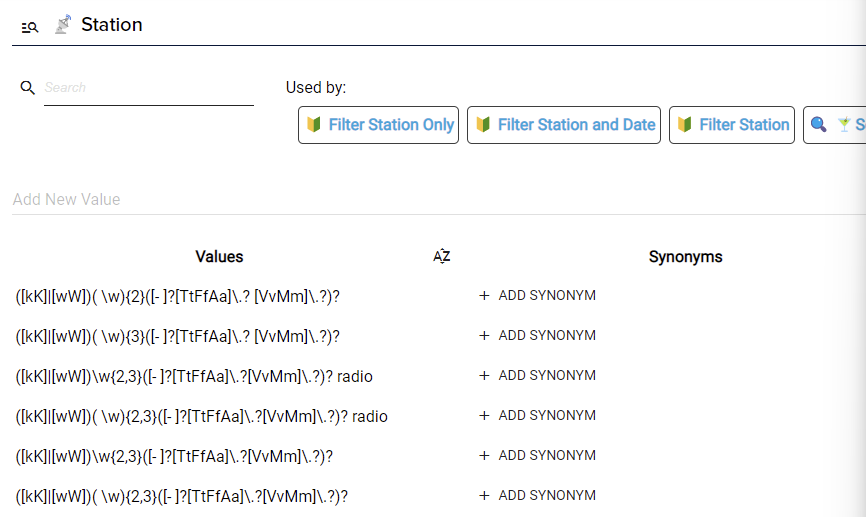 Station
Search
Used by:
Filter Station Only
Filter Station and Date
Filter Station
Add New Value
Values
AZ
Synonyms
([kK]|[wW])( \w){2}([- ]?[TtFfAa]\.? [VvMm]\.?)?
+ ADD SYNONYM
([kK]|[wW])( \w){3}([- ]?[TtFfAa]\.? [VvMm]\.?)?
+ ADD SYNONYM
([kK]|[wW])\w{2,3}([- ]?[TtFfAa]\.?[VvMm]\.?)? radio
+ ADD SYNONYM
([kK]|[wW])( \w){2,3}([- ]?[TtFfAa]\.?[VvMm]\.?)? radio
+ ADD SYNONYM
([kK]|[wW])\w{2,3}([- ]?[TtFfAa]\.?[VvMm]\.?)?
+ ADD SYNONYM
([kK]|[wW])( \w){2,3}([- ]?[TtFfAa]\.?[VvMm]\.?)?
+ ADD SYNONYM